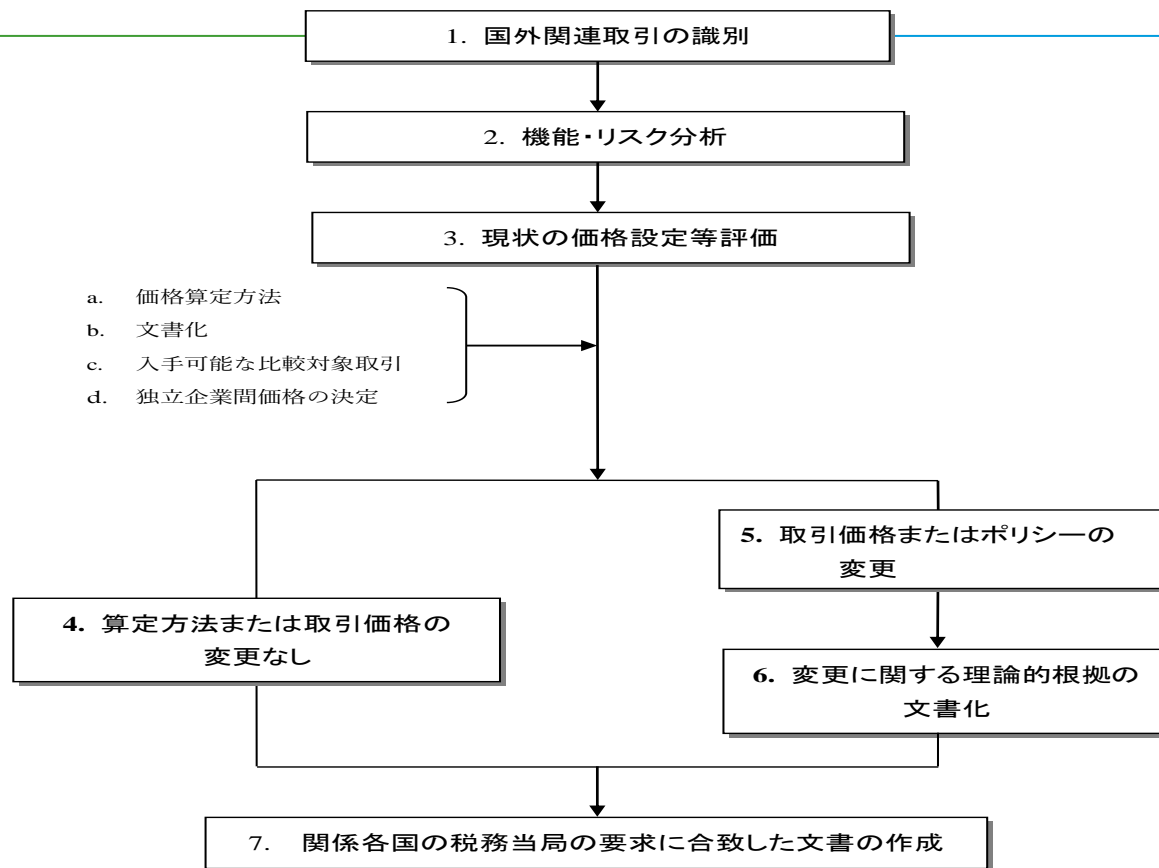 1. 国外関連取引の識別
2. 機能・リスク分析
3. 現状の価格設定等評価
a. 価格算定方法
b. 文書化
c. 入手可能な比較対象取引
d. 独立企業間価格の決定
4. 算定方法または取引価格の
変更なし
5. 取引価格またはポリシーの
変更
6. 変更に関する理論的根拠の
文書化
7. 関係各国の税務当局の要求に合致した文書の作成